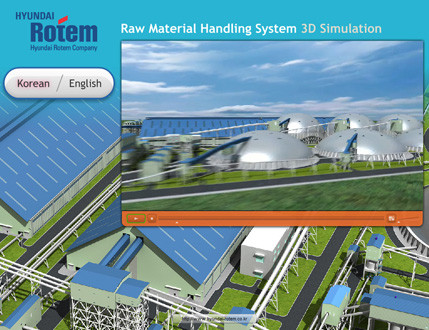 HYUNDAI
Rotem
Hyundai Rotem Company
Raw Material Handling System 3D Simulation
Korean / English